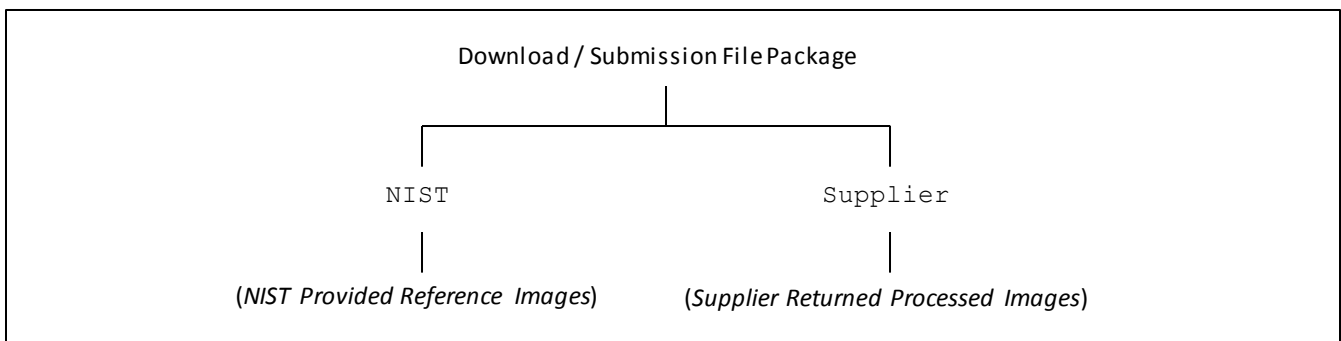 Download / Submission File Package
NIST
Supplier
(NIST Provided Reference Images)
(Supplier Returned Processed Images)